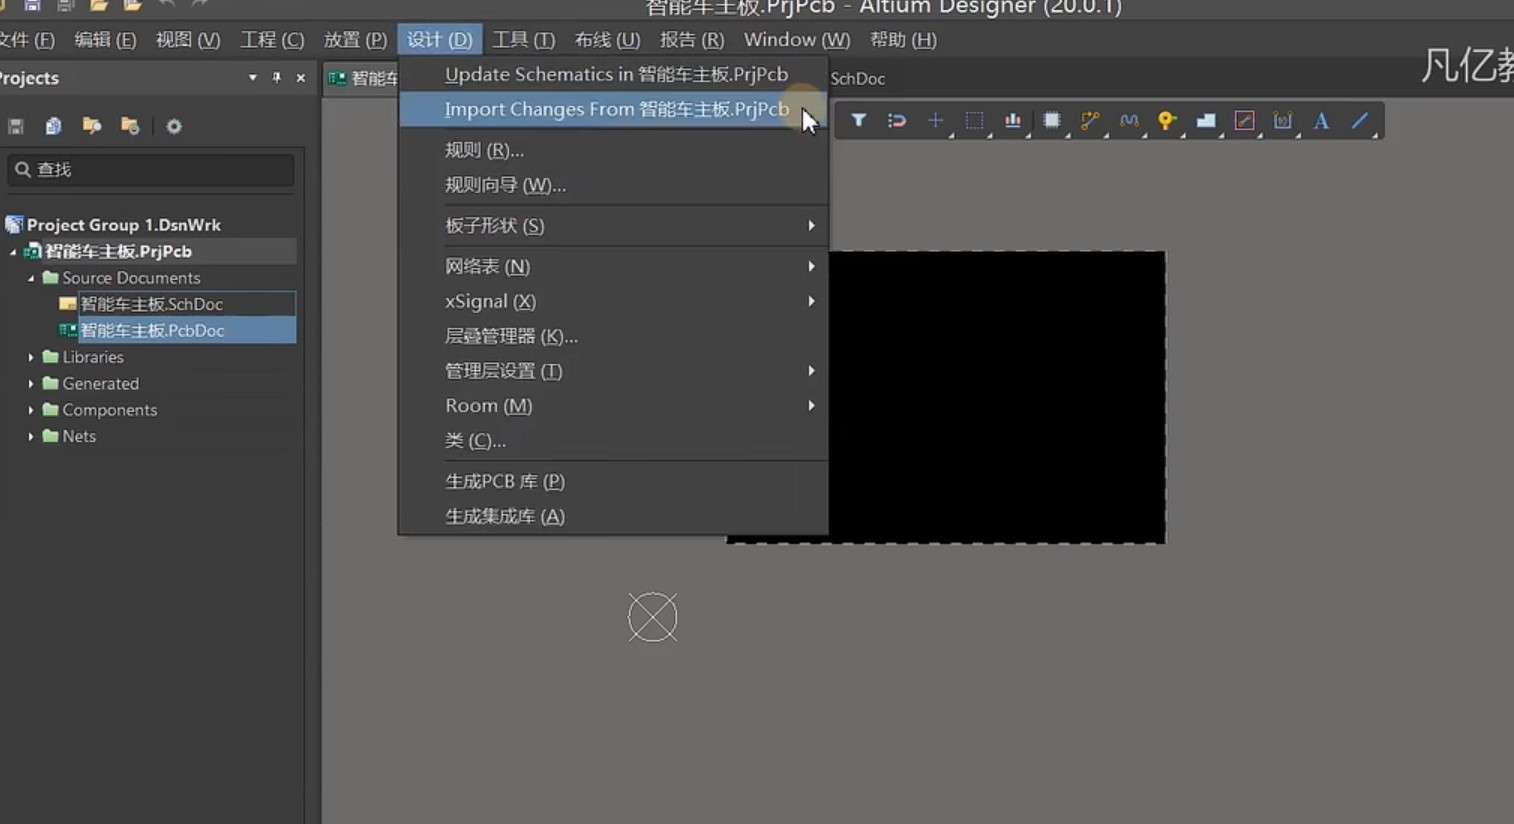 智能车主板.PrjPcb - Altium Designer (20.0.1)
文件 (F) 编辑 (E) 视图 (V) 工程 (C) 放置 (P) 设计 (D) 工具 (T) 布线 (U) 报告 (R) Window (W) 帮助 (H)
凡亿教
Projects
智能车
SchDoc
Update Schematics in 智能车主板.PrjPcb
Import Changes From 智能车主板.PrjPcb
规则 (R)...
规则向导 (W)...
板子形状 (S)
网络表 (N)
xSignal (X)
层叠管理器 (K)...
管理层设置 (T)
Room (M)
类 (C)...
生成PCB 库 (P)
生成集成库 (A)
A
查找
Project Group 1.DsnWrk
智能车主板.PrjPcb
Source Documents
智能车主板.SchDoc
智能车主板.PcbDoc
Libraries
Generated
Components
Nets